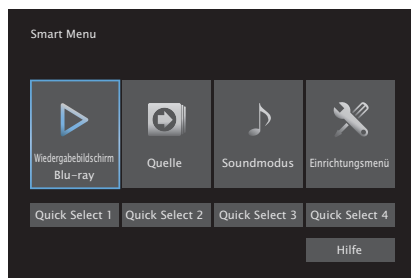 Smart Menu
Wiedergabebildschirm
Blu-ray
Quelle
Soundmodus
Einrichtungsmenü
Quick Select 1
Quick Select 2
Quick Select 3
Quick Select 4
Hilfe